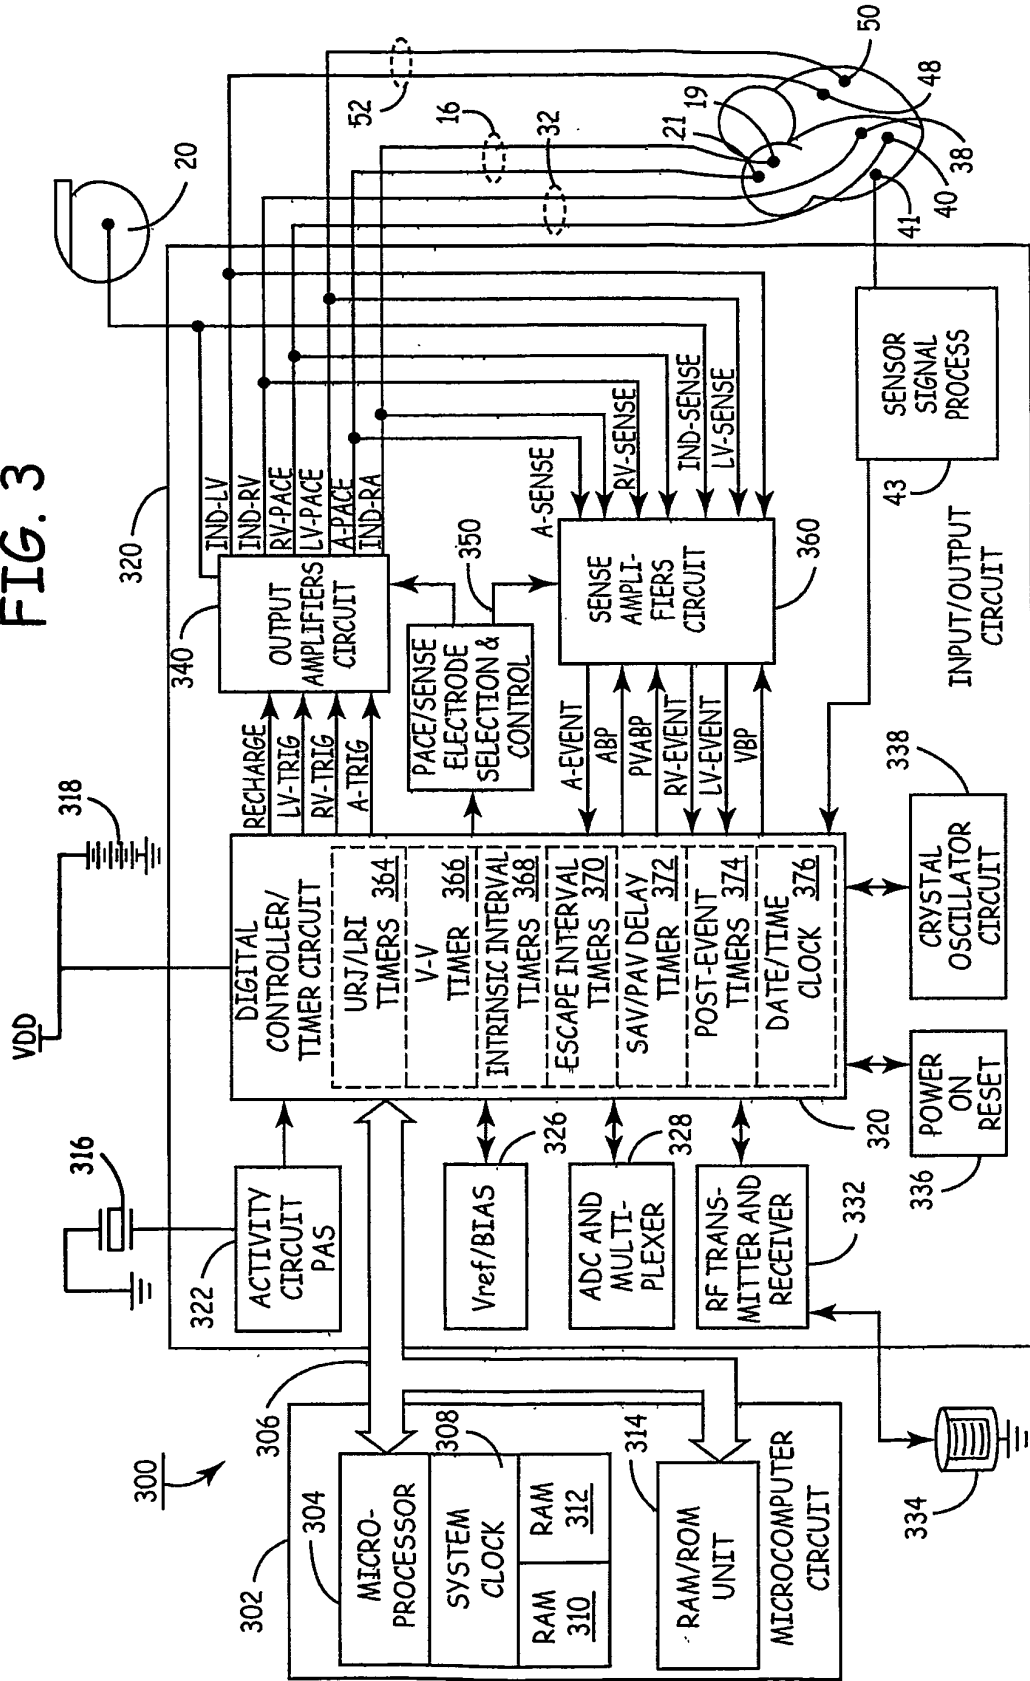 FIG. 3
300
302
304
MICRO-
PROCESSOR
SYSTEM
CLOCK
308
RAM
310
RAM
312
314
RAM/ROM
UNIT
MICROCOMPUTER
CIRCUIT
306
316
322
ACTIVITY
CIRCUIT
PAS
Vref/BIAS
326
ADC AND
MULTI-
PLEXER
328
RF TRANS-
MITTER AND
RECEIVER
332
334
VDD
318
DIGITAL
CONTROLLER/
TIMER CIRCUIT
URJ/LRI
TIMERS 364
V-V
TIMER 366
INTRINSIC INTERVAL
TIMERS 368
ESCAPE INTERVAL
TIMERS 370
SAV/PAV DELAY
TIMER 372
POST-EVENT
TIMERS 374
DATE/TIME
CLOCK 376
320
POWER
ON
RESET
336
CRYSTAL
OSCILLATOR
CIRCUIT
338
RECHARGE
LV-TRIG
RV-TRIG
A-TRIG
340
OUTPUT
AMPLIFIERS
CIRCUIT
320
IND-LV
IND-RV
RV-PACE
LV-PACE
A-PACE
IND-RA
PACE/SENSE
ELECTRODE
SELECTION &
CONTROL
350
A-EVENT
ABP
PVABP
RV-EVENT
LV-EVENT
VBP
SENSE
AMPLI-
FIERS
CIRCUIT
360
A-SENSE
RV-SENSE
IND-SENSE
LV-SENSE
SENSOR
SIGNAL
PROCESS
43
INPUT/OUTPUT
CIRCUIT
20
52
16
32
21
19
50
48
38
40
41